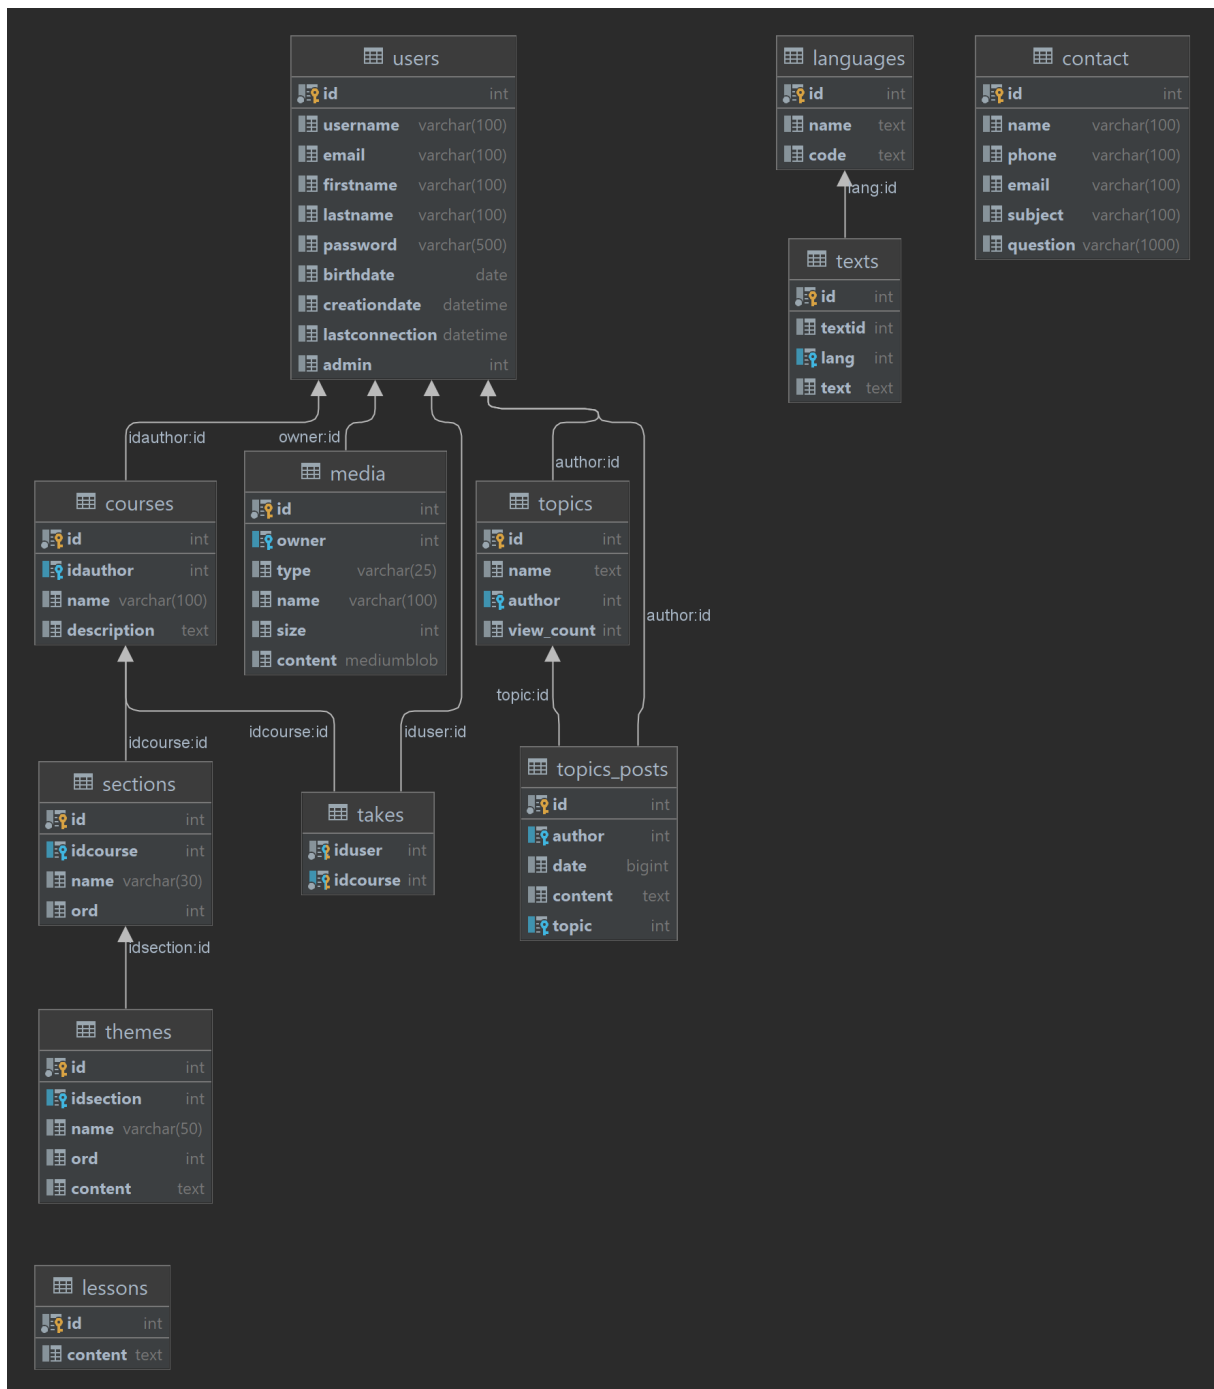 users
id int
username varchar(100)
email varchar(100)
firstname varchar(100)
lastname varchar(100)
password varchar(500)
birthdate date
creationdate datetime
lastconnection datetime
admin int
languages
id int
name text
code text
lang:id
texts
id int
textid int
lang int
text text
contact
id int
name varchar(100)
phone varchar(100)
email varchar(100)
subject varchar(100)
question varchar(1000)
idauthor:id
owner:id
author:id
author:id
courses
id int
idauthor int
name varchar(100)
description text
media
id int
owner int
type varchar(25)
name varchar(100)
size int
content mediumblob
topics
id int
name text
author int
view_count int
idcourse:id
idcourse:id
iduser:id
topic:id
sections
id int
idcourse int
name varchar(30)
ord int
takes
iduser int
idcourse int
topics_posts
id int
author int
date bigint
content text
topic int
idsection:id
themes
id int
idsection int
name varchar(50)
ord int
content text
lessons
id int
content text